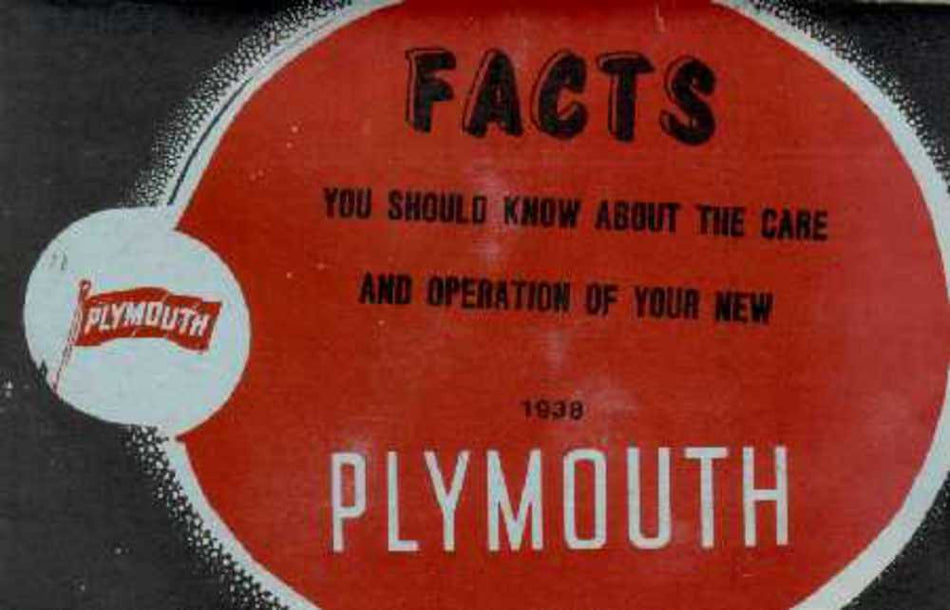 FACTS
YOU SHOULD KNOW ABOUT THE CARE
AND OPERATION OF YOUR NEW
PLYMOUTH
1938
PLYMOUTH